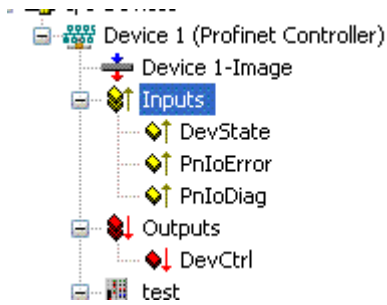 Device 1 (Profinet Controller)
Device 1-Image
Inputs
DevState
PnIoError
PnIoDiag
Outputs
DevCtrl
test